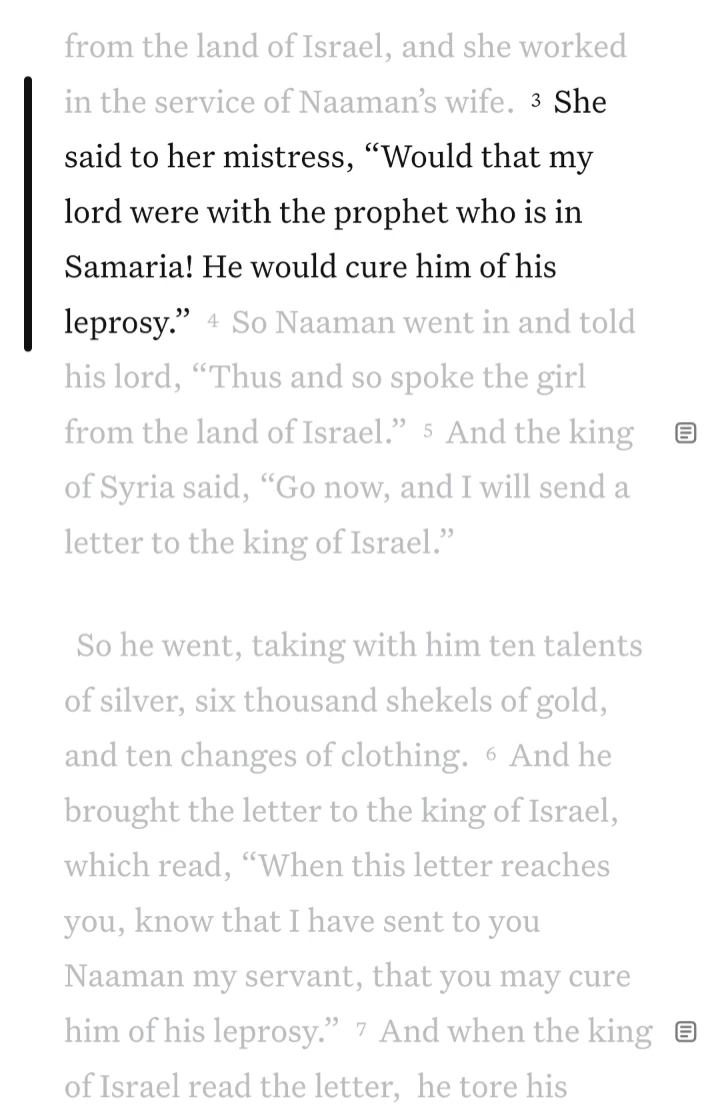 from the land of Israel, and she worked
in the service of Naaman’s wife. 3 She
said to her mistress, “Would that my
lord were with the prophet who is in
Samaria! He would cure him of his
leprosy.” 4 So Naaman went in and told
his lord, “Thus and so spoke the girl
from the land of Israel.” 5 And the king
of Syria said, “Go now, and I will send a
letter to the king of Israel.”
So he went, taking with him ten talents
of silver, six thousand shekels of gold,
and ten changes of clothing. 6 And he
brought the letter to the king of Israel,
which read, “When this letter reaches
you, know that I have sent to you
Naaman my servant, that you may cure
him of his leprosy.” 7 And when the king
of Israel read the letter, he tore his